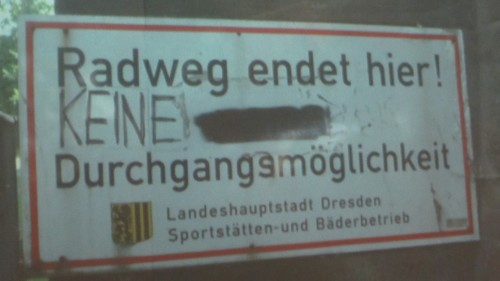 Radweg endet hier!
KEINE
Durchgangsmöglichkeit
Landeshauptstadt Dresden
Sportstätten-und Bäderbetrieb